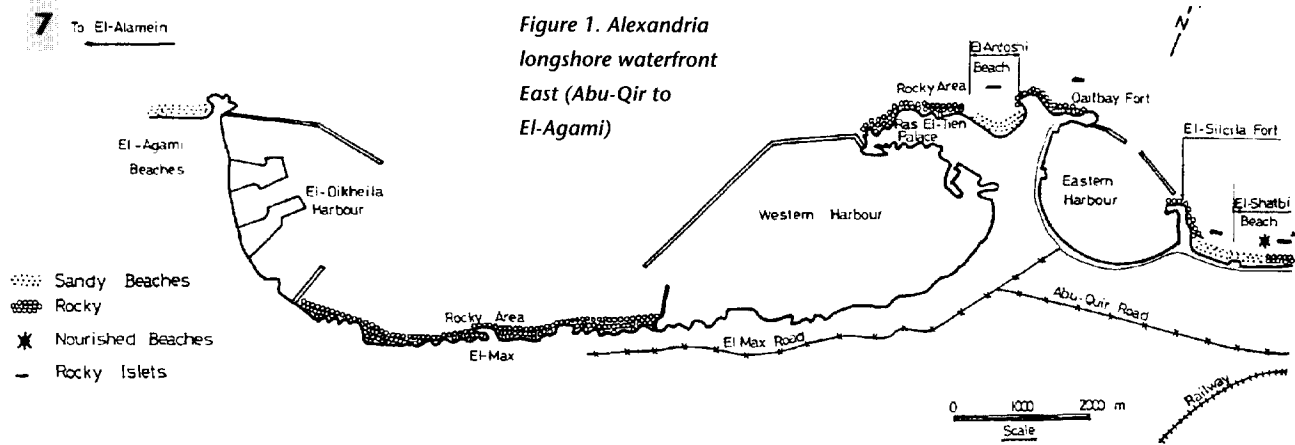 7 To El-Alamein
Figure 1. Alexandria
longshore waterfront
East (Abu-Qir to
El-Agami)
N
El Anfoshi
Beach
Rocky Area
Qaitbay Fort
Ras El-Tien
Palace
El-Silcila Fort
El-Agami
Beaches
El-Dikheila
Harbour
Western Harbour
Eastern
Harbour
El-Shatbi
Beach
Sandy Beaches
Rocky
Nourished Beaches
Rocky Islets
Rocky Area
El-Max
El Max Road
Abu-Quir Road
Railway
0 1000 2000 m
Scale